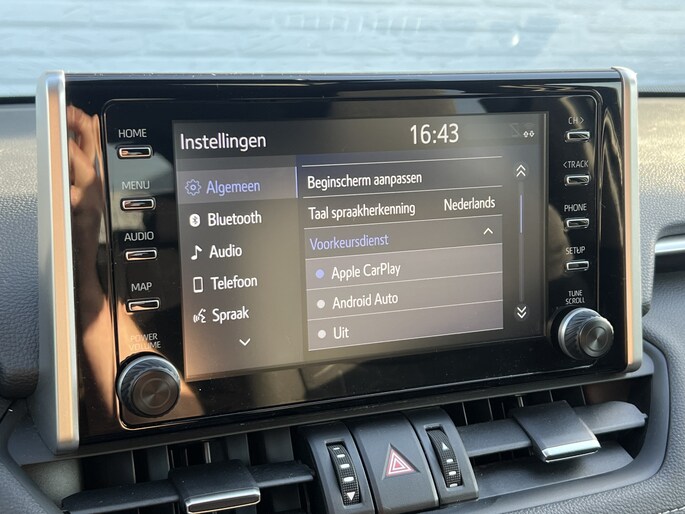 HOME
MENU
AUDIO
MAP
POWER
VOLUME
Instellingen
16:43
Algemeen
Bluetooth
Audio
Telefoon
Spraak
Beginscherm aanpassen
Taal spraakherkenning Nederlands
Voorkeursdienst
Apple CarPlay
Android Auto
Uit
CH >
< TRACK
PHONE
SETUP
TUNE
SCROLL